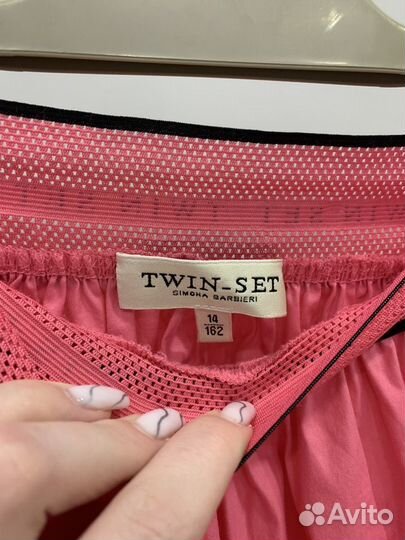 TWIN-SET
SIMONA BARBIERI
14
162
Avito